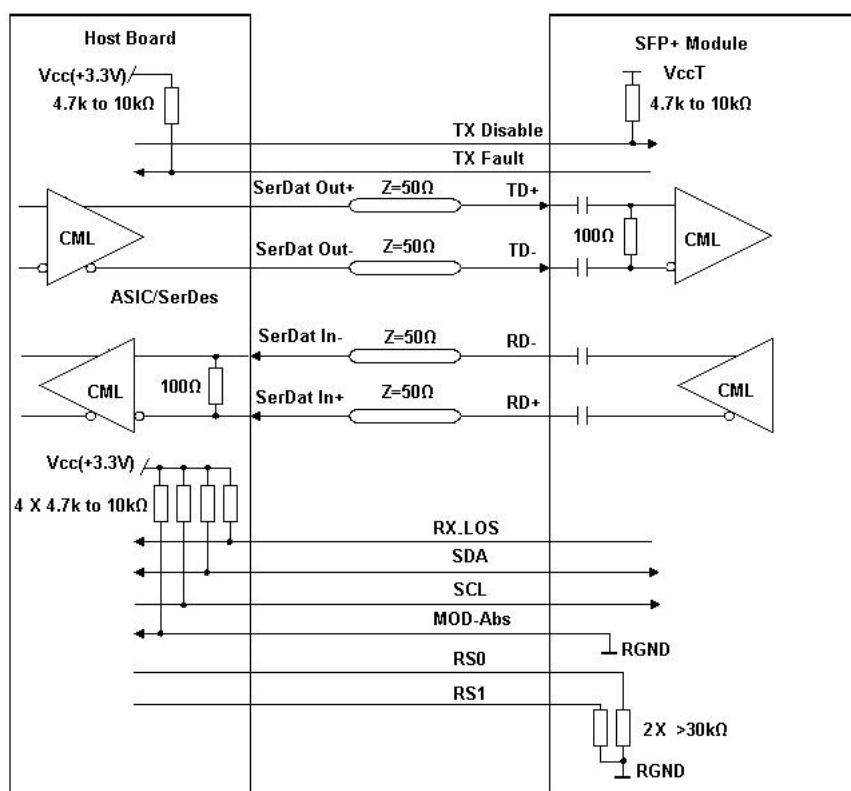 Host Board
SFP+ Module
Vcc(+3.3V)
4.7k to 10kΩ
VccT
4.7k to 10kΩ
TX Disable
TX Fault
SerDat Out+
Z=50Ω
TD+
CML
100Ω
CML
SerDat Out-
Z=50Ω
TD-
ASIC/SerDes
SerDat In-
Z=50Ω
RD-
CML
100Ω
CML
SerDat In+
Z=50Ω
RD+
Vcc(+3.3V)
4 X 4.7k to 10kΩ
RX_LOS
SDA
SCL
MOD-Abs
RGND
RS0
RS1
2X >30kΩ
RGND